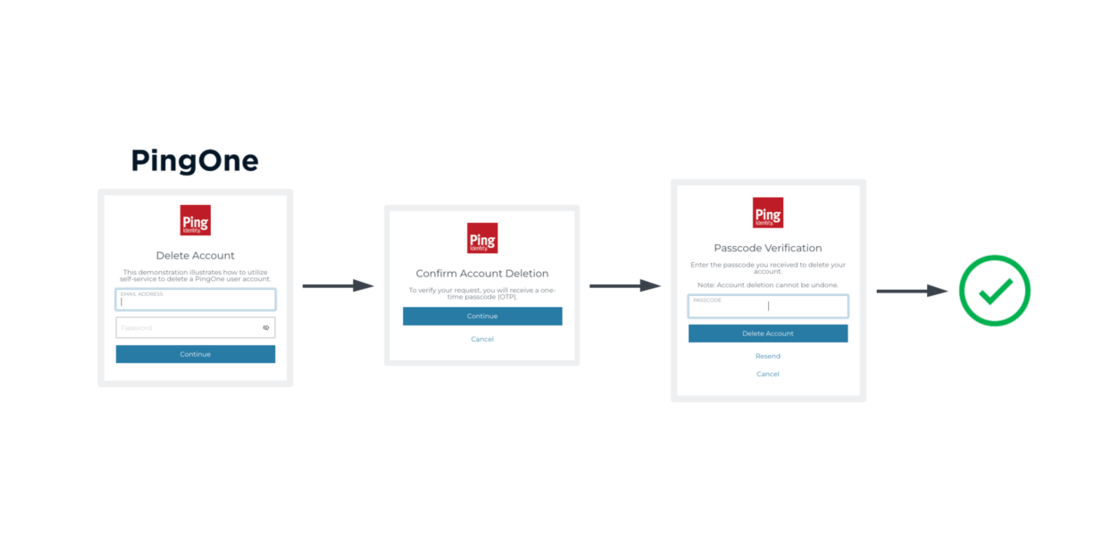 PingOne
Ping
Identity
Delete Account
This demonstration illustrates how to utilize
self-service to delete a PingOne user account.
EMAIL ADDRESS
Password
Continue
Ping
Identity
Confirm Account Deletion
To verify your request, you will receive a one-
time passcode (OTP).
Continue
Cancel
Ping
Identity
Passcode Verification
Enter the passcode you received to delete your
account.
Note: Account deletion cannot be undone.
PASSCODE
Delete Account
Resend
Cancel